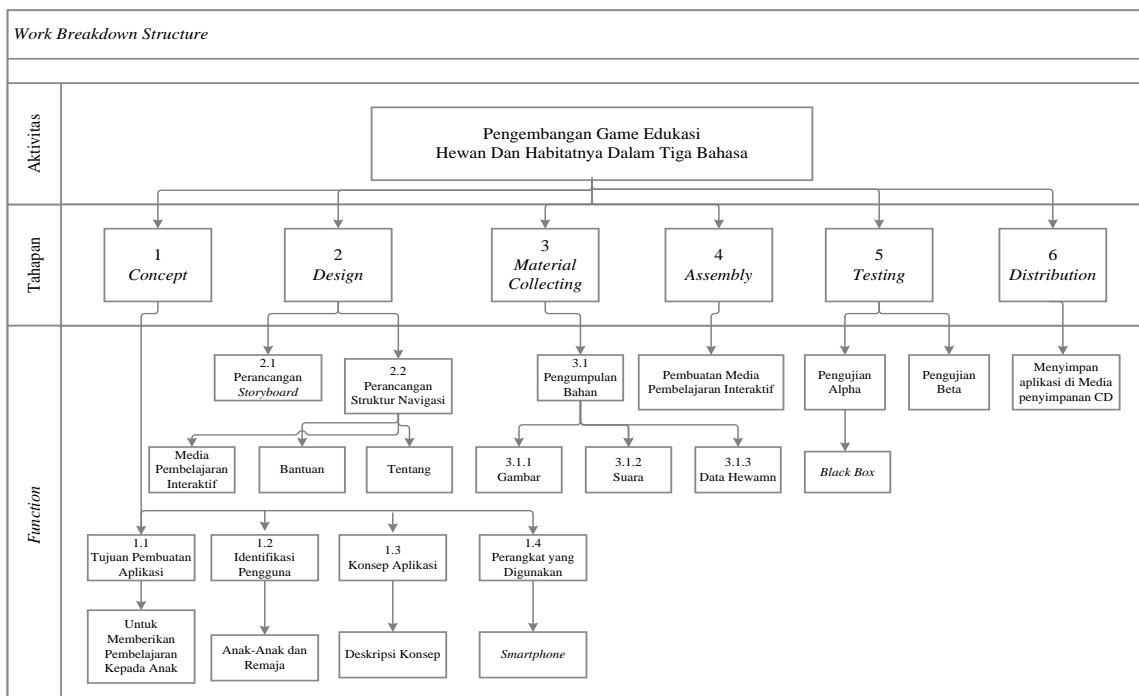 Work Breakdown Structure
Aktivitas
Pengembangan Game Edukasi
Hewan Dan Habitatnya Dalam Tiga Bahasa
Tahapan
1
Concept
2
Design
3
Material
Collecting
4
Assembly
5
Testing
6
Distribution
Function
2.1
Perancangan
Storyboard
2.2
Perancangan
Struktur Navigasi
3.1
Pengumpulan
Bahan
Pembuatan Media
Pembelajaran Interaktif
Pengujian
Alpha
Pengujian
Beta
Menyimpan
aplikasi di Media
penyimpanan CD
Media
Pembelajaran
Interaktif
Bantuan
Tentang
3.1.1
Gambar
3.1.2
Suara
3.1.3
Data Hewamn
Black Box
1.1
Tujuan Pembuatan
Aplikasi
1.2
Identifikasi
Pengguna
1.3
Konsep Aplikasi
1.4
Perangkat yang
Digunakan
Untuk
Memberikan
Pembelajaran
Kepada Anak
Anak-Anak dan
Remaja
Deskripsi Konsep
Smartphone